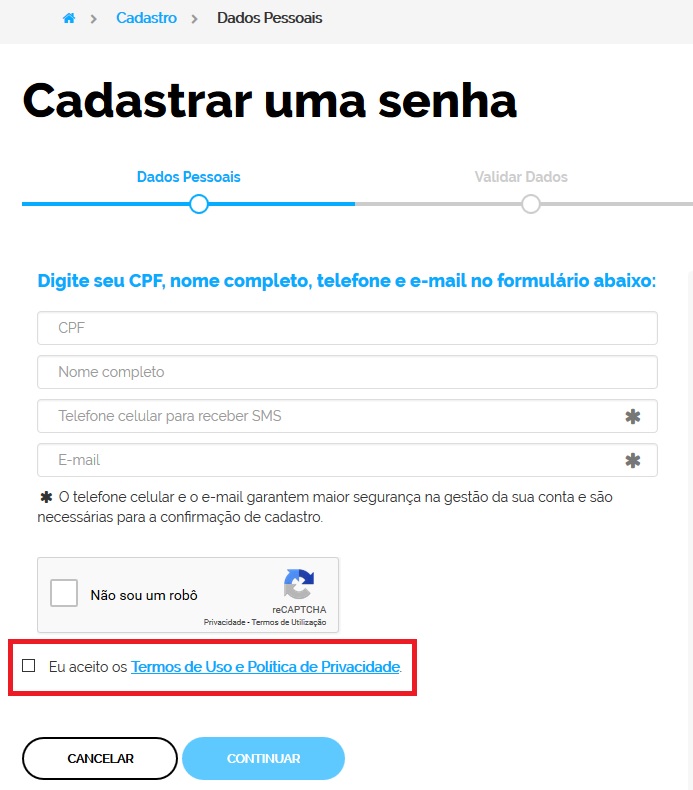 Cadastro Dados Pessoais
Cadastrar uma senha
Dados Pessoais Validar Dados
Digite seu CPF, nome completo, telefone e e-mail no formulário abaixo:
CPF
Nome completo
Telefone celular para receber SMS ✱
E-mail ✱
✱ O telefone celular e o e-mail garantem maior segurança na gestão da sua conta e são
necessárias para a confirmação de cadastro.
Não sou um robô
reCAPTCHA
Privacidade - Termos de Utilização
Eu aceito os Termos de Uso e Política de Privacidade.
CANCELAR CONTINUAR